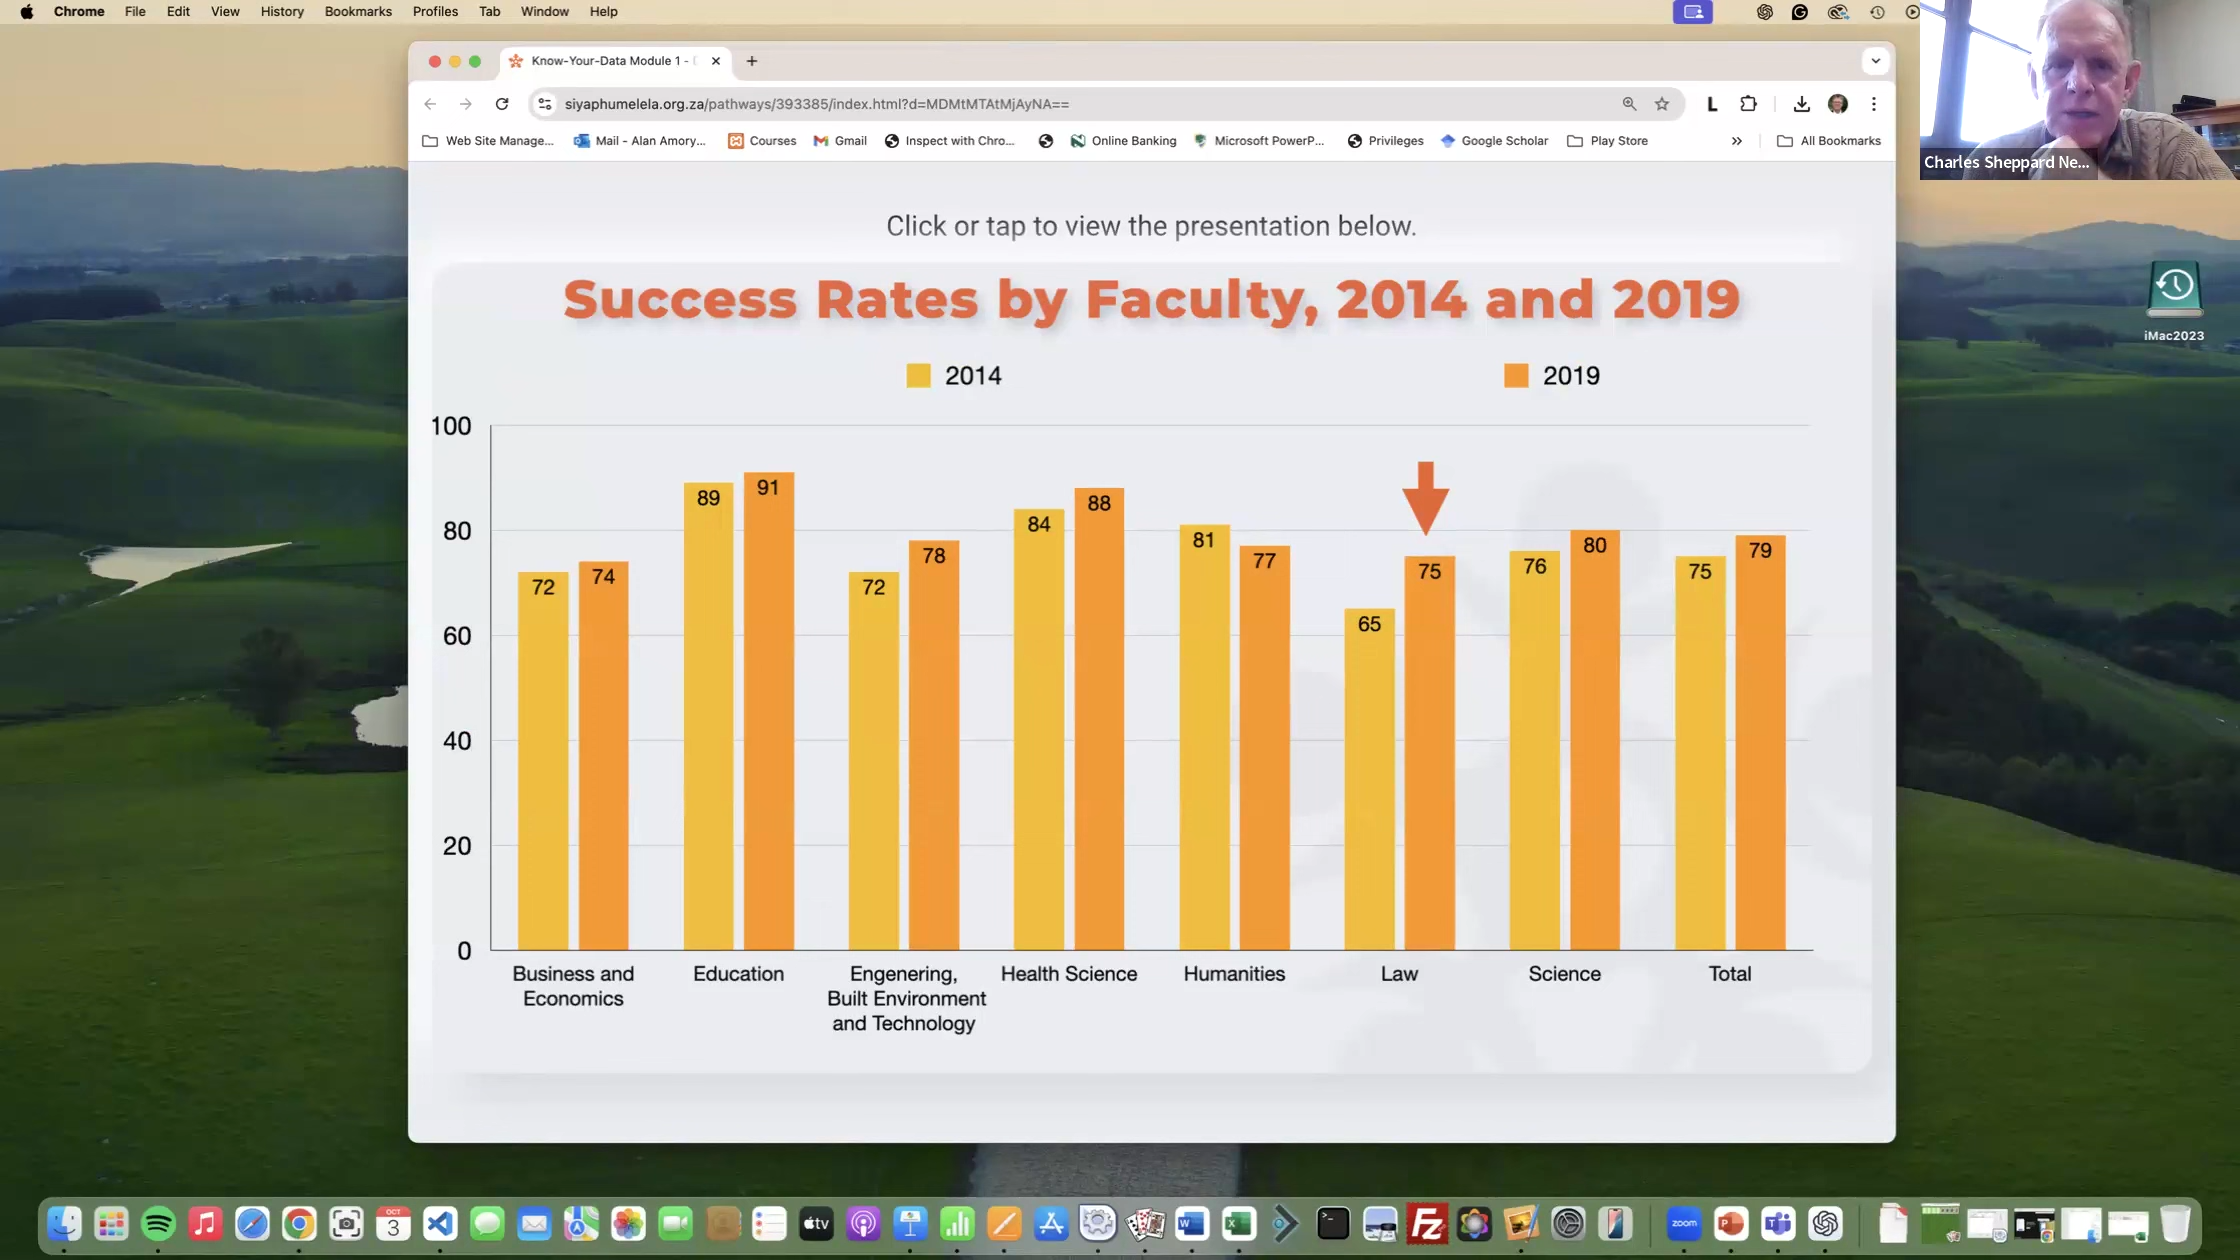 Chrome File Edit View History Bookmarks Profiles Tab Window Help
Know-Your-Data Module 1 -
siyaphumelela.org.za/pathways/393385/index.html?d=MDMtMTAtMjAyNA==
Web Site Manage... Mail - Alan Amory... Courses Gmail Inspect with Chro... Online Banking Microsoft PowerP... Privileges Google Scholar Play Store » All Bookmarks
Charles Sheppard Ne...
Click or tap to view the presentation below.
Success Rates by Faculty, 2014 and 2019
iMac2023
2014 2019
100
80
60
40
20
0
72 74 89 91 72 78 84 88 81 77 65 75 76 80 75 79
Business and
Economics
Education
Engenering,
Built Environment
and Technology
Health Science
Humanities
Law
Science
Total
OCT
3
tv
W
X
Fz
zoom
P
T